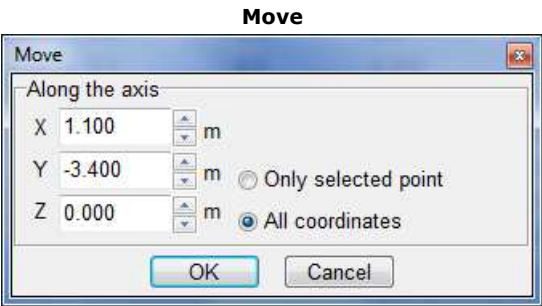 Move
Move
Along the axis
X 1.100 m
Y -3.400 m
Only selected point
Z 0.000 m
All coordinates
OK Cancel